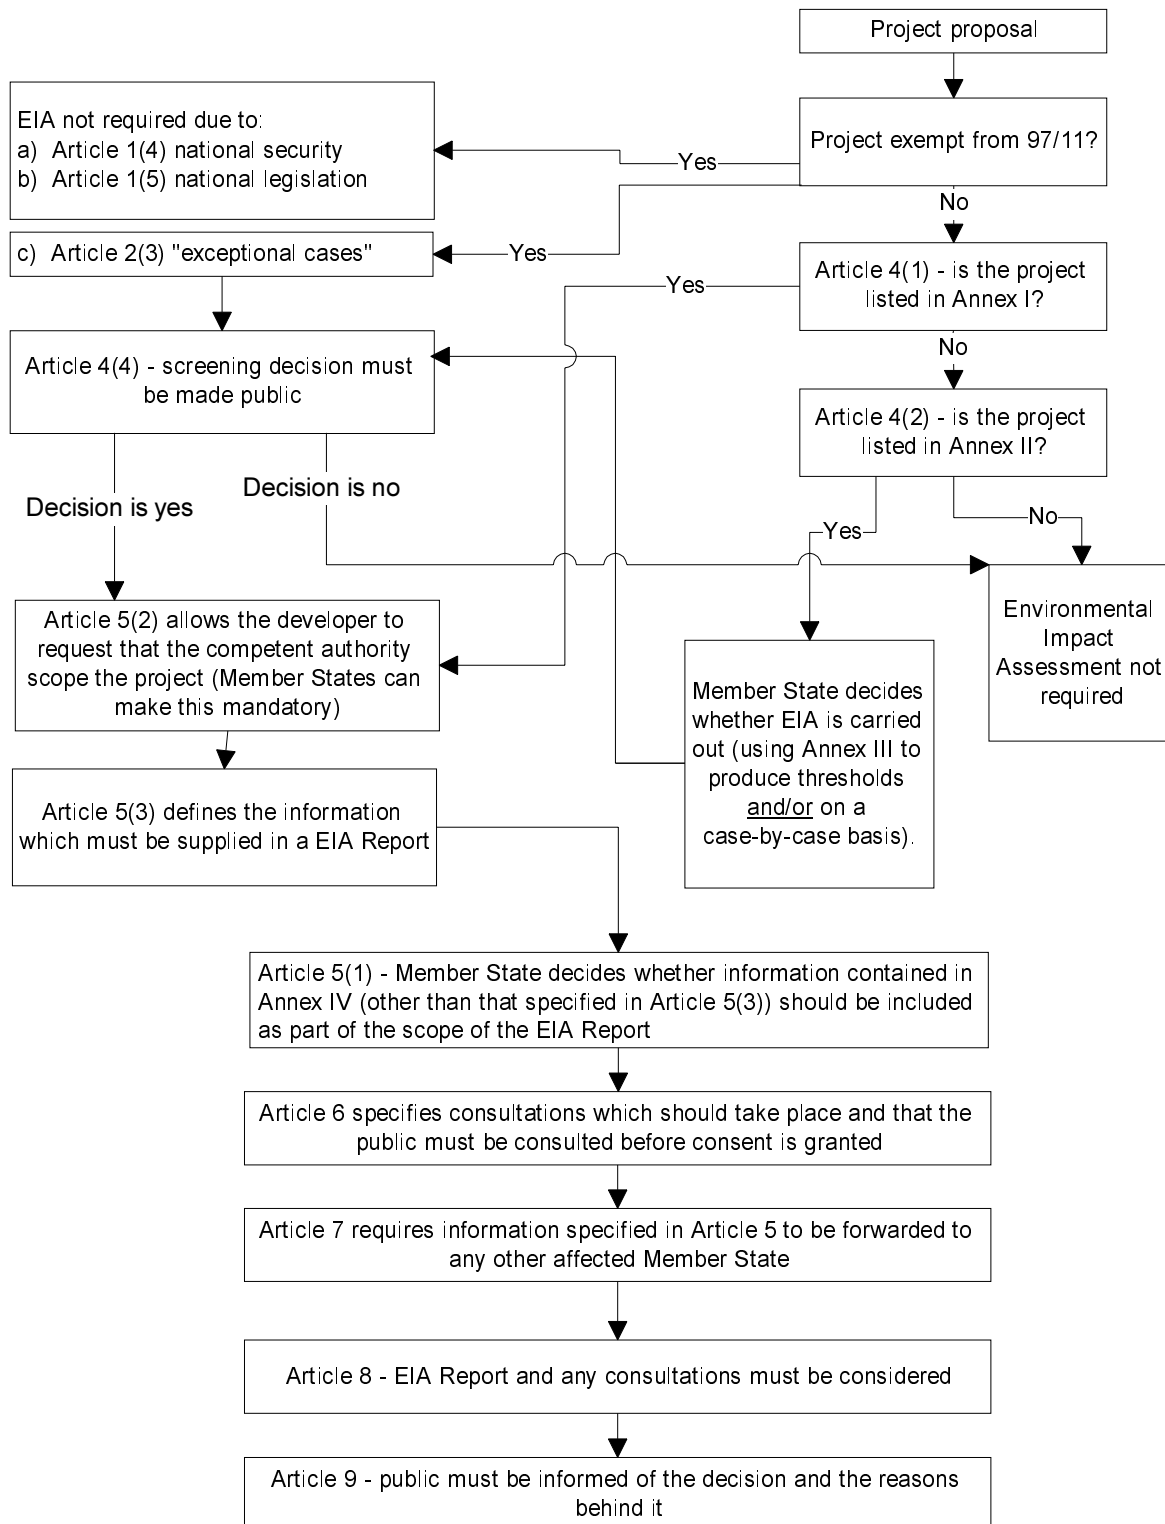 Project proposal
EIA not required due to:
a) Article 1(4) national security
b) Article 1(5) national legislation
Yes
Project exempt from 97/11?
No
c) Article 2(3) "exceptional cases"
Yes
Article 4(1) - is the project
listed in Annex I?
Yes
No
Article 4(4) - screening decision must
be made public
Article 4(2) - is the project
listed in Annex II?
Decision is yes
Decision is no
Yes
No
Article 5(2) allows the developer to
request that the competent authority
scope the project (Member States can
make this mandatory)
Environmental
Impact
Assessment not
required
Member State decides
whether EIA is carried
out (using Annex III to
produce thresholds
and/or on a
case-by-case basis).
Article 5(3) defines the information
which must be supplied in a EIA Report
Article 5(1) - Member State decides whether information contained in
Annex IV (other than that specified in Article 5(3)) should be included
as part of the scope of the EIA Report
Article 6 specifies consultations which should take place and that the
public must be consulted before consent is granted
Article 7 requires information specified in Article 5 to be forwarded to
any other affected Member State
Article 8 - EIA Report and any consultations must be considered
Article 9 - public must be informed of the decision and the reasons
behind it